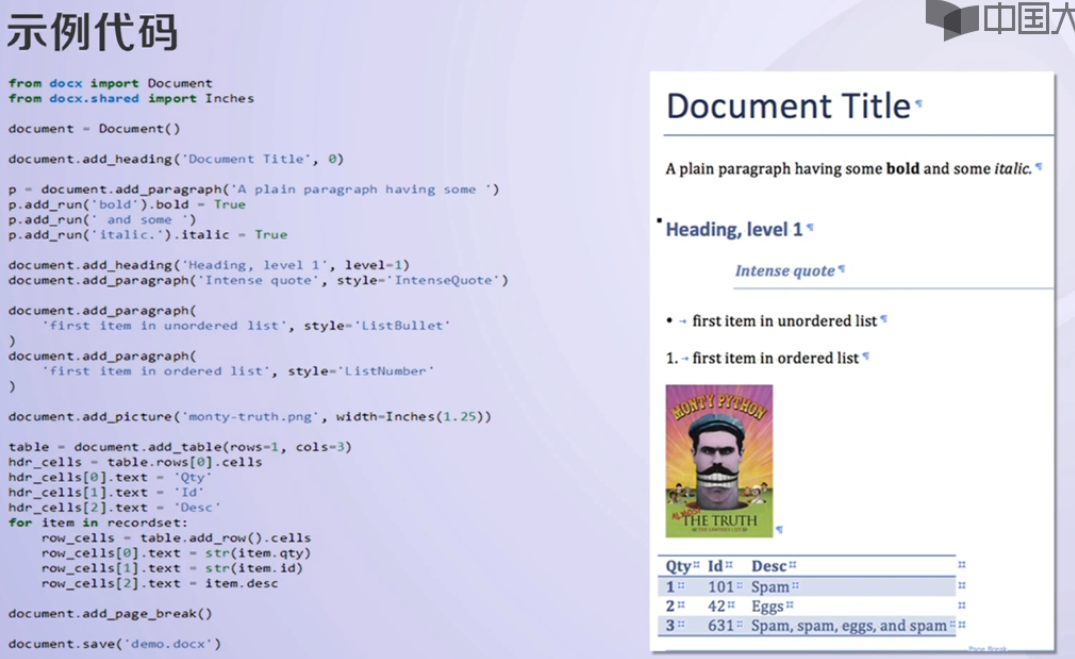 示例代码
中国大
from docx import Document
from docx.shared import Inches
document = Document()
document.add_heading('Document Title', 0)
p = document.add_paragraph('A plain paragraph having some ')
p.add_run('bold').bold = True
p.add_run(' and some ')
p.add_run('italic.').italic = True
document.add_heading('Heading, level 1', level=1)
document.add_paragraph('Intense quote', style='IntenseQuote')
document.add_paragraph(
'first item in unordered list', style='ListBullet'
)
document.add_paragraph(
'first item in ordered list', style='ListNumber'
)
document.add_picture('monty-truth.png', width=Inches(1.25))
table = document.add_table(rows=1, cols=3)
hdr_cells = table.rows[0].cells
hdr_cells[0].text = 'Qty'
hdr_cells[1].text = 'Id'
hdr_cells[2].text = 'Desc'
for item in recordset:
row_cells = table.add_row().cells
row_cells[0].text = str(item.qty)
row_cells[1].text = str(item.id)
row_cells[2].text = item.desc
document.add_page_break()
document.save('demo.docx')
Document Title
A plain paragraph having some bold and some italic.
Heading, level 1
Intense quote
• first item in unordered list
1. first item in ordered list
MONTY PYTHON
ALMOST
THE TRUTH
Qty Id Desc
1 101 Spam
2 42 Eggs
3 631 Spam, spam, eggs, and spam
Page Break